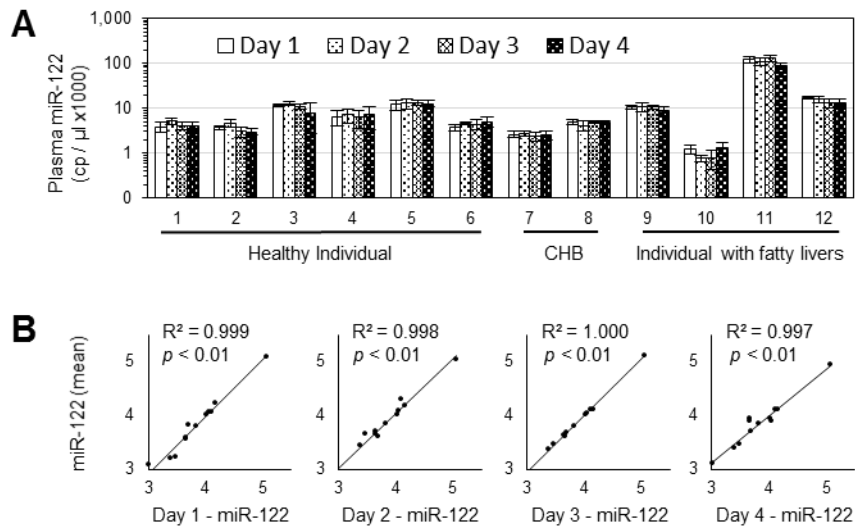 A
1,000
100
10
1
0
Plasma miR-122
(cp / µl x1000)
Day 1 Day 2 Day 3 Day 4
1 2 3 4 5 6 7 8 9 10 11 12
Healthy Individual CHB Individual with fatty livers
B
R² = 0.999 R² = 0.998 R² = 1.000 R² = 0.997
p < 0.01 p < 0.01 p < 0.01 p < 0.01
miR-122 (mean)
5 5 5 5
4 4 4 4
3 3 3 3
3 4 5 3 4 5 3 4 5 3 4 5
Day 1 - miR-122 Day 2 - miR-122 Day 3 - miR-122 Day 4 - miR-122